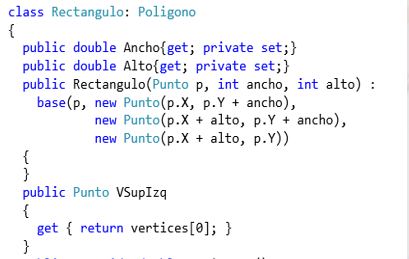 class Rectangulo: Poligono
{
public double Ancho{get; private set;}
public double Alto{get; private set;}
public Rectangulo(Punto p, int ancho, int alto) :
base(p, new Punto(p.X, p.Y + ancho),
new Punto(p.X + alto, p.Y + ancho),
new Punto(p.X + alto, p.Y))
{
}
public Punto VSupIzq
{
get { return vertices[0]; }
}